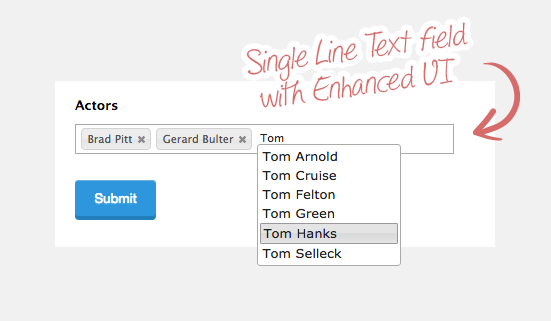 Single Line Text field
with Enhanced UI
Actors
Brad Pitt ✖ Gerard Bulter ✖ Tom
Tom Arnold
Tom Cruise
Tom Felton
Tom Green
Tom Hanks
Tom Selleck
Submit